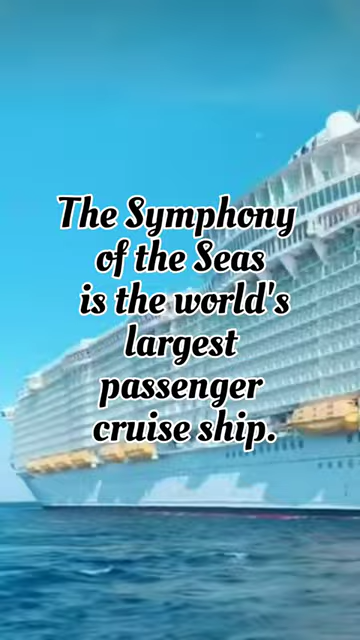 The Symphony
of the Seas
is the world's
largest
passenger
cruise ship.